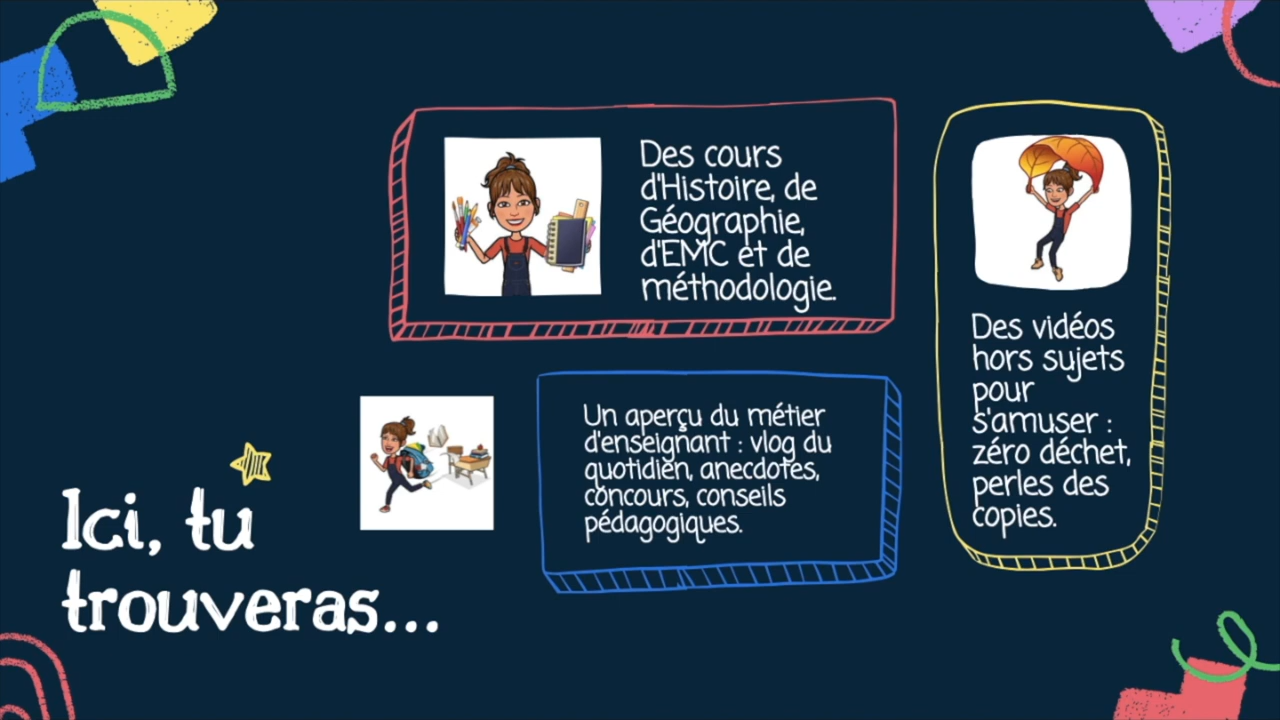 Ici, tu
trouveras...
Des cours
d'Histoire, de
Géographie,
d'EMC et de
méthodologie.
Un aperçu du métier
d'enseignant : vlog du
quotidien, anecdotes,
concours, conseils
pédagogiques.
Des vidéos
hors sujets
pour
s'amuser :
zéro déchet,
perles des
copies.